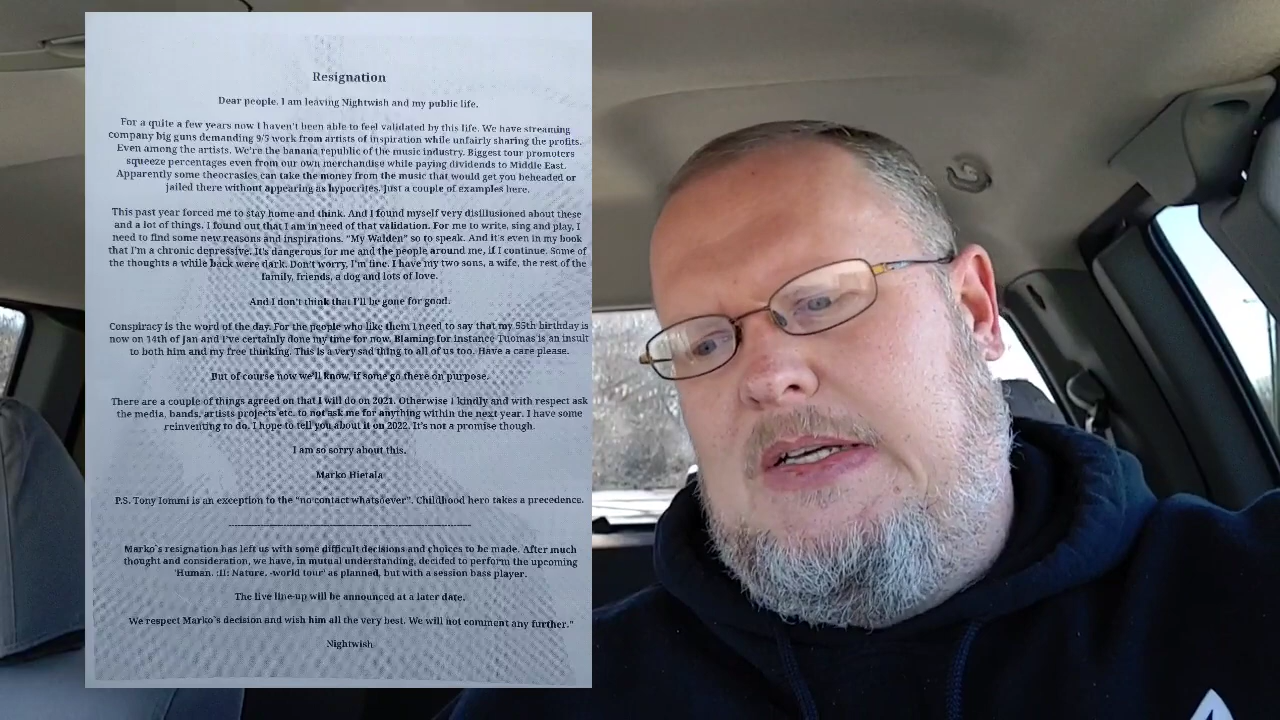 Resignation
Dear people. I am leaving Nightwish and my public life.
For a quite a few years now I haven't been able to feel validated by this life. We have streaming
company big guns demanding 9/5 work from artists of inspiration while unfairly sharing the profits.
Even among the artists. We're the banana republic of the music industry. Biggest tour promoters
squeeze percentages even from our own merchandise while paying dividends to Middle East.
Apparently some theocrasies can take the money from the music that would get you beheaded or
jailed there without appearing as hypocrites. Just a couple of examples here.
This past year forced me to stay home and think. And I found myself very disillusioned about these
and a lot of things. I found out that I am in need of that validation. For me to write, sing and play, I
need to find some new reasons and inspirations. "My Walden" so to speak. And it's even in my book
that I'm a chronic depressive. It's dangerous for me and the people around me, if I continue. Some of
the thoughts a while back were dark. Don't worry, I'm fine. I have my two sons, a wife, the rest of the
family, friends, a dog and lots of love.
And I don't think that I'll be gone for good.
Conspiracy is the word of the day. For the people who like them I need to say that my 55th birthday is
now on 14th of Jan and I've certainly done my time for now. Blaming for instance Tuomas is an insult
to both him and my free thinking. This is a very sad thing to all of us too. Have a care please.
But of course now we'll know, if some go there on purpose.
There are a couple of things agreed on that I will do on 2021. Otherwise I kindly and with respect ask
the media, bands, artists projects etc. to not ask me for anything within the next year. I have some
reinventing to do. I hope to tell you about it on 2022. It's not a promise though.
I am so sorry about this.
Marko Hietala
P.S. Tony Iommi is an exception to the "no contact whatsoever". Childhood hero takes a precedence.
------------------------------------------------------------
Marko`s resignation has left us with some difficult decisions and choices to be made. After much
thought and consideration, we have, in mutual understanding, decided to perform the upcoming
'Human. :II: Nature. -world tour' as planned, but with a session bass player.
The live line-up will be announced at a later date.
We respect Marko`s decision and wish him all the very best. We will not comment any further."
Nightwish